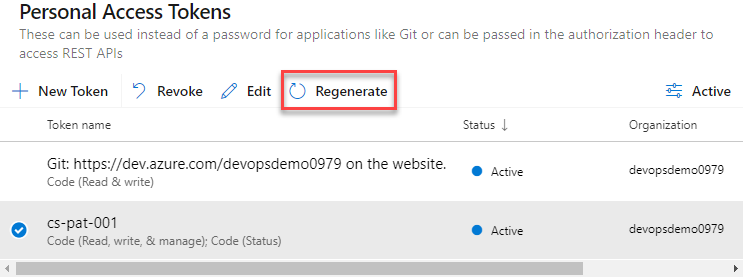 Personal Access Tokens
These can be used instead of a password for applications like Git or can be passed in the authorization header to
access REST APIs
New Token Revoke Edit Regenerate Active
Token name Status ↓ Organization
Git: https://dev.azure.com/devopsdemo0979 on the website. Active devopsdemo0979
Code (Read & write)
cs-pat-001 Active devopsdemo0979
Code (Read, write, & manage); Code (Status)